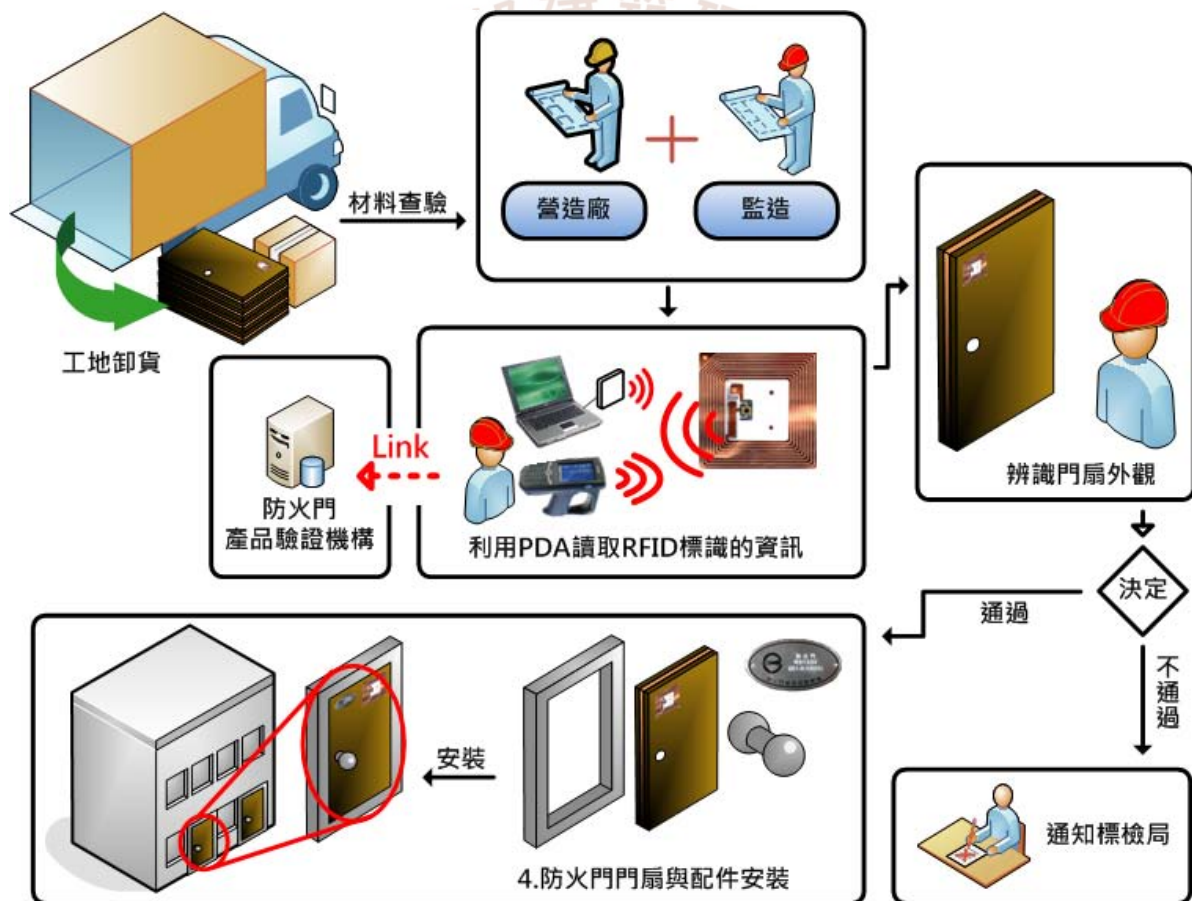 材料查驗
營造廠
監造
工地卸貨
Link
防火門
產品驗證機構
利用PDA讀取RFID標識的資訊
辨識門扇外觀
決定
通過
不通過
安裝
4.防火門門扇與配件安裝
通知標檢局